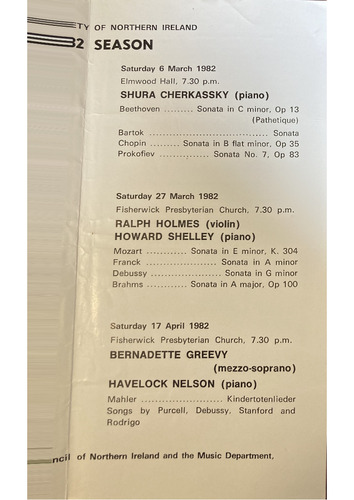 TY OF NORTHERN IRELAND
82 SEASON
Saturday 6 March 1982
Elmwood Hall, 7.30 p.m.
SHURA CHERKASSKY (piano)
Beethoven ......... Sonata in C minor, Op 13
(Pathetique)
Bartok .................................... Sonata
Chopin ......... Sonata in B flat minor, Op 35
Prokofiev ............... Sonata No. 7, Op 83
Saturday 27 March 1982
Fisherwick Presbyterian Church, 7.30 p.m.
RALPH HOLMES (violin)
HOWARD SHELLEY (piano)
Mozart ............ Sonata in E minor, K. 304
Franck ..................... Sonata in A minor
Debussy ..................... Sonata in G minor
Brahms ............ Sonata in A major, Op 100
Saturday 17 April 1982
Fisherwick Presbyterian Church, 7.30 p.m.
BERNADETTE GREEVY
(mezzo-soprano)
HAVELOCK NELSON (piano)
Mahler ........................ Kindertotenlieder
Songs by Purcell, Debussy, Stanford and
Rodrigo
ncil of Northern Ireland and the Music Department,